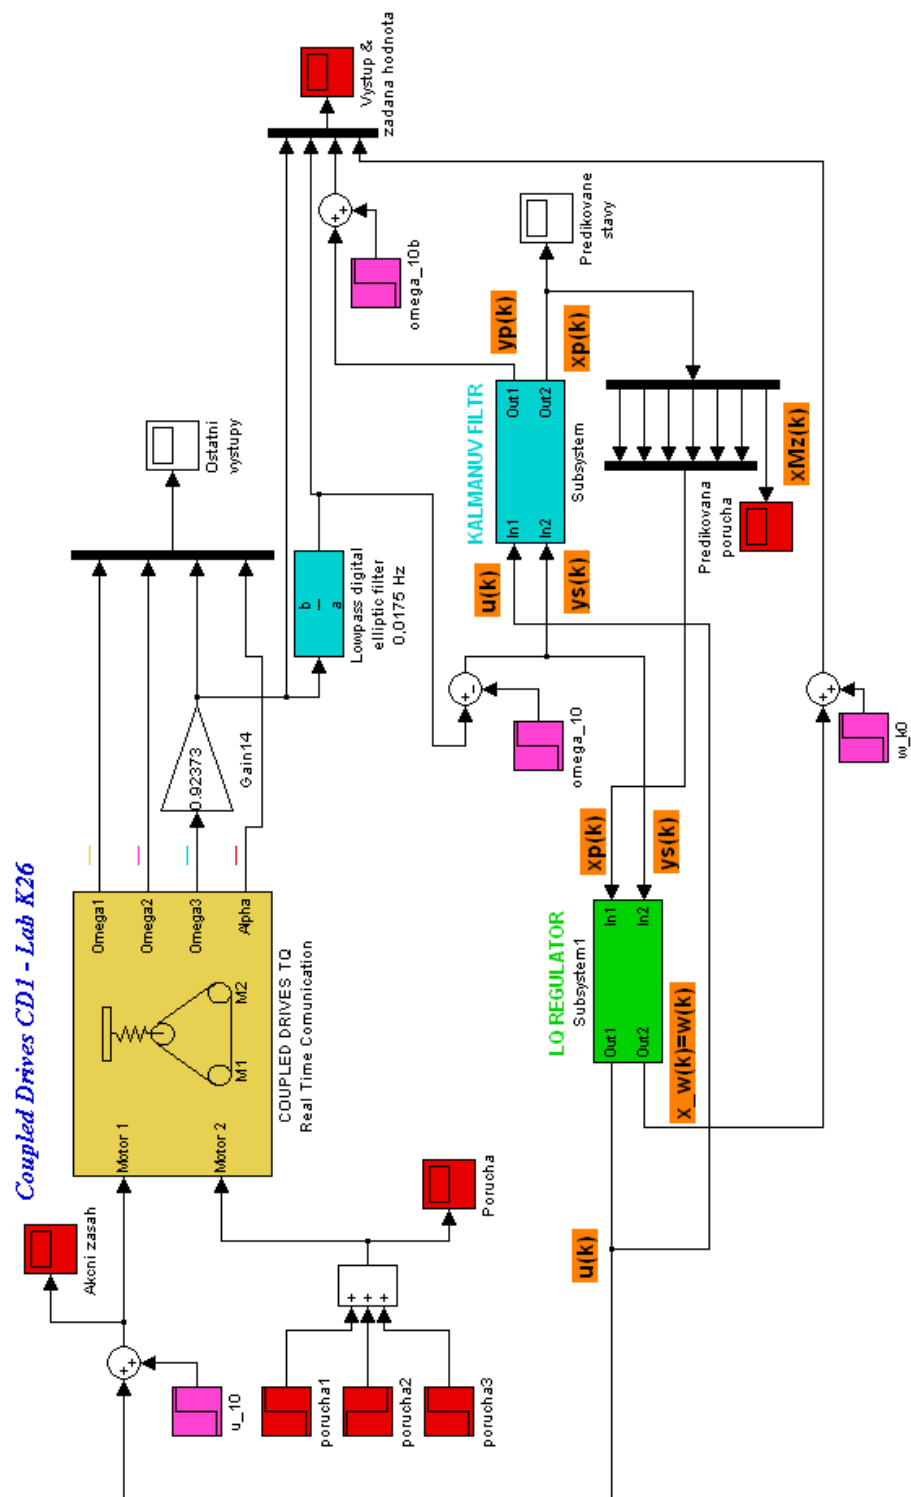 Coupled Drives CD1 - Lab K26
Akcni zasah
u_10
porucha1
porucha2
porucha3
Porucha
Motor 1
Motor 2
M1
M2
Omega1
Omega2
Omega3
Alpha
COUPLED DRIVES TQ
Real Time Comunication
0.92373
Gain14
Ostatni
vystupy
b
a
Lowpass digital
elliptic filter
0,0175 Hz
Vystup &
zadana hodnota
omega_10b
omega_10
KALMANUV FILTR
In1
In2
Out1
Out2
Subsystem
u(k)
ys(k)
yp(k)
xp(k)
Predikovane
stavy
xMz(k)
Predikovana
porucha
LQ REGULATOR
Subsystem1
Out1
Out2
In1
In2
xp(k)
ys(k)
u(k)
x_w(k)=w(k)
w_k0